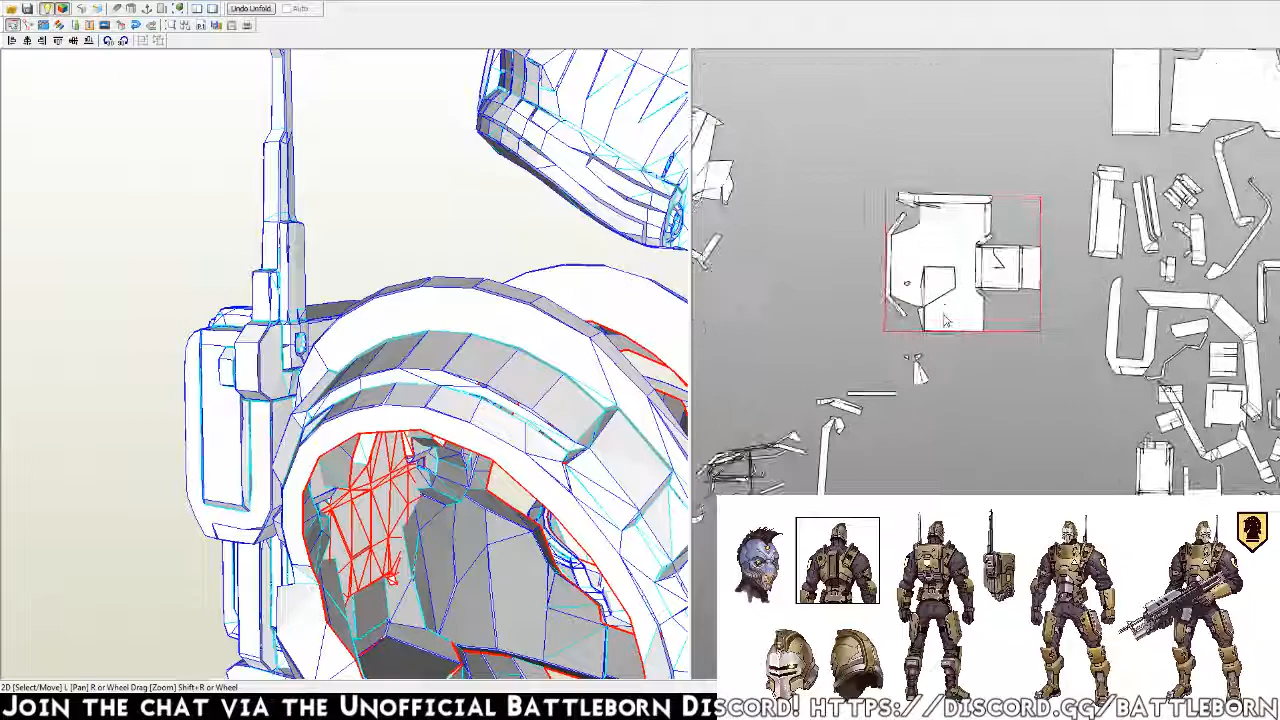 Undo Unfold
Auto
2D [Select/Move] L [Pan] R or Wheel Drag [Zoom] Shift+R or Wheel
Join the chat via the Unofficial Battleborn Discord! https://discord.gg/battleborn